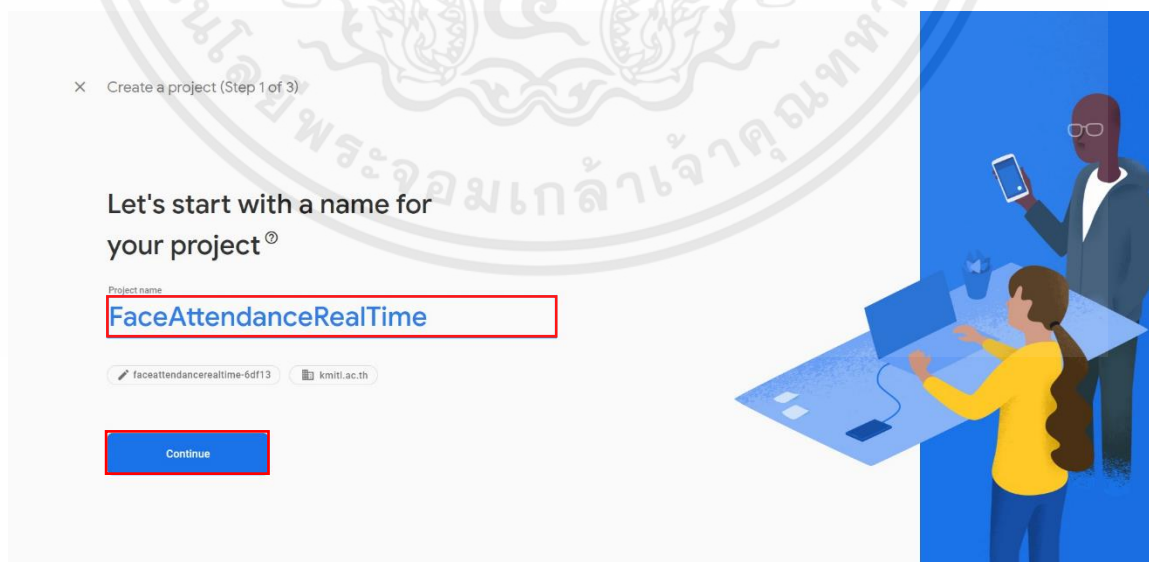 Create a project (Step 1 of 3)
Let's start with a name for
your project
Project name
FaceAttendanceRealTime
faceattendancerealtime-6df13 kmitl.ac.th
Continue